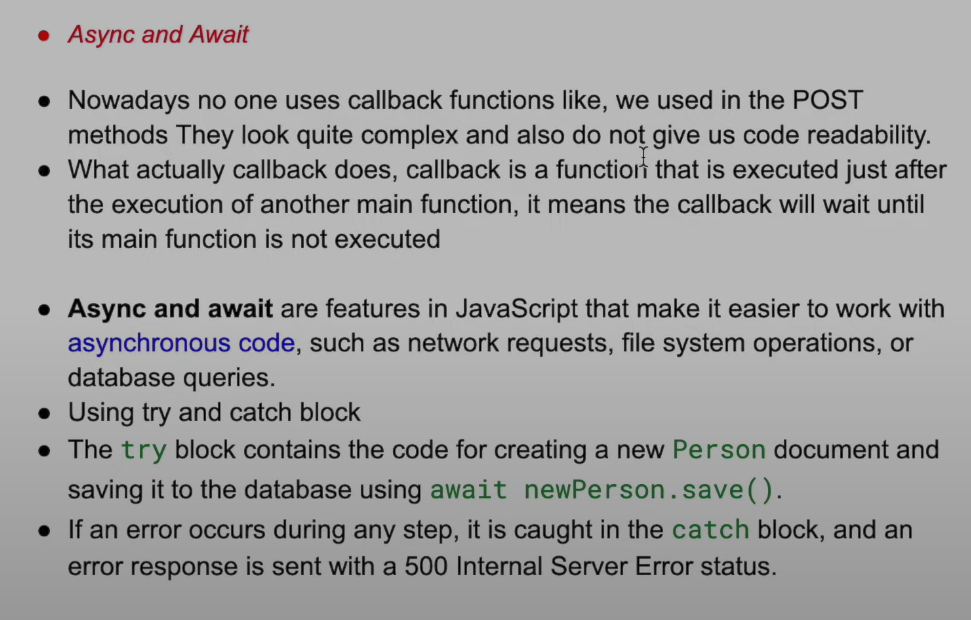 ● Async and Await
● Nowadays no one uses callback functions like, we used in the POST
methods They look quite complex and also do not give us code readability.
● What actually callback does, callback is a function that is executed just after
the execution of another main function, it means the callback will wait until
its main function is not executed
● Async and await are features in JavaScript that make it easier to work with
asynchronous code, such as network requests, file system operations, or
database queries.
● Using try and catch block
● The try block contains the code for creating a new Person document and
saving it to the database using await newPerson.save().
● If an error occurs during any step, it is caught in the catch block, and an
error response is sent with a 500 Internal Server Error status.